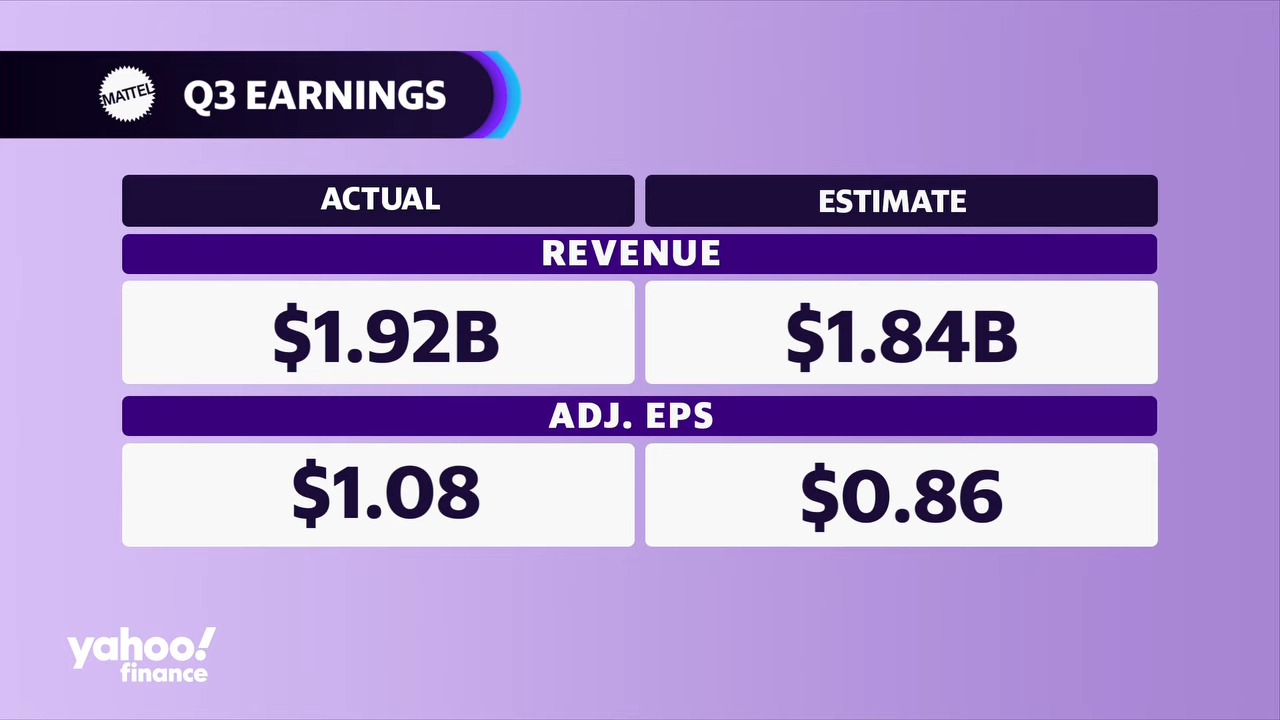 MATTEL
Q3 EARNINGS
ACTUAL
ESTIMATE
REVENUE
$1.92B
$1.84B
ADJ. EPS
$1.08
$0.86
yahoo!
finance